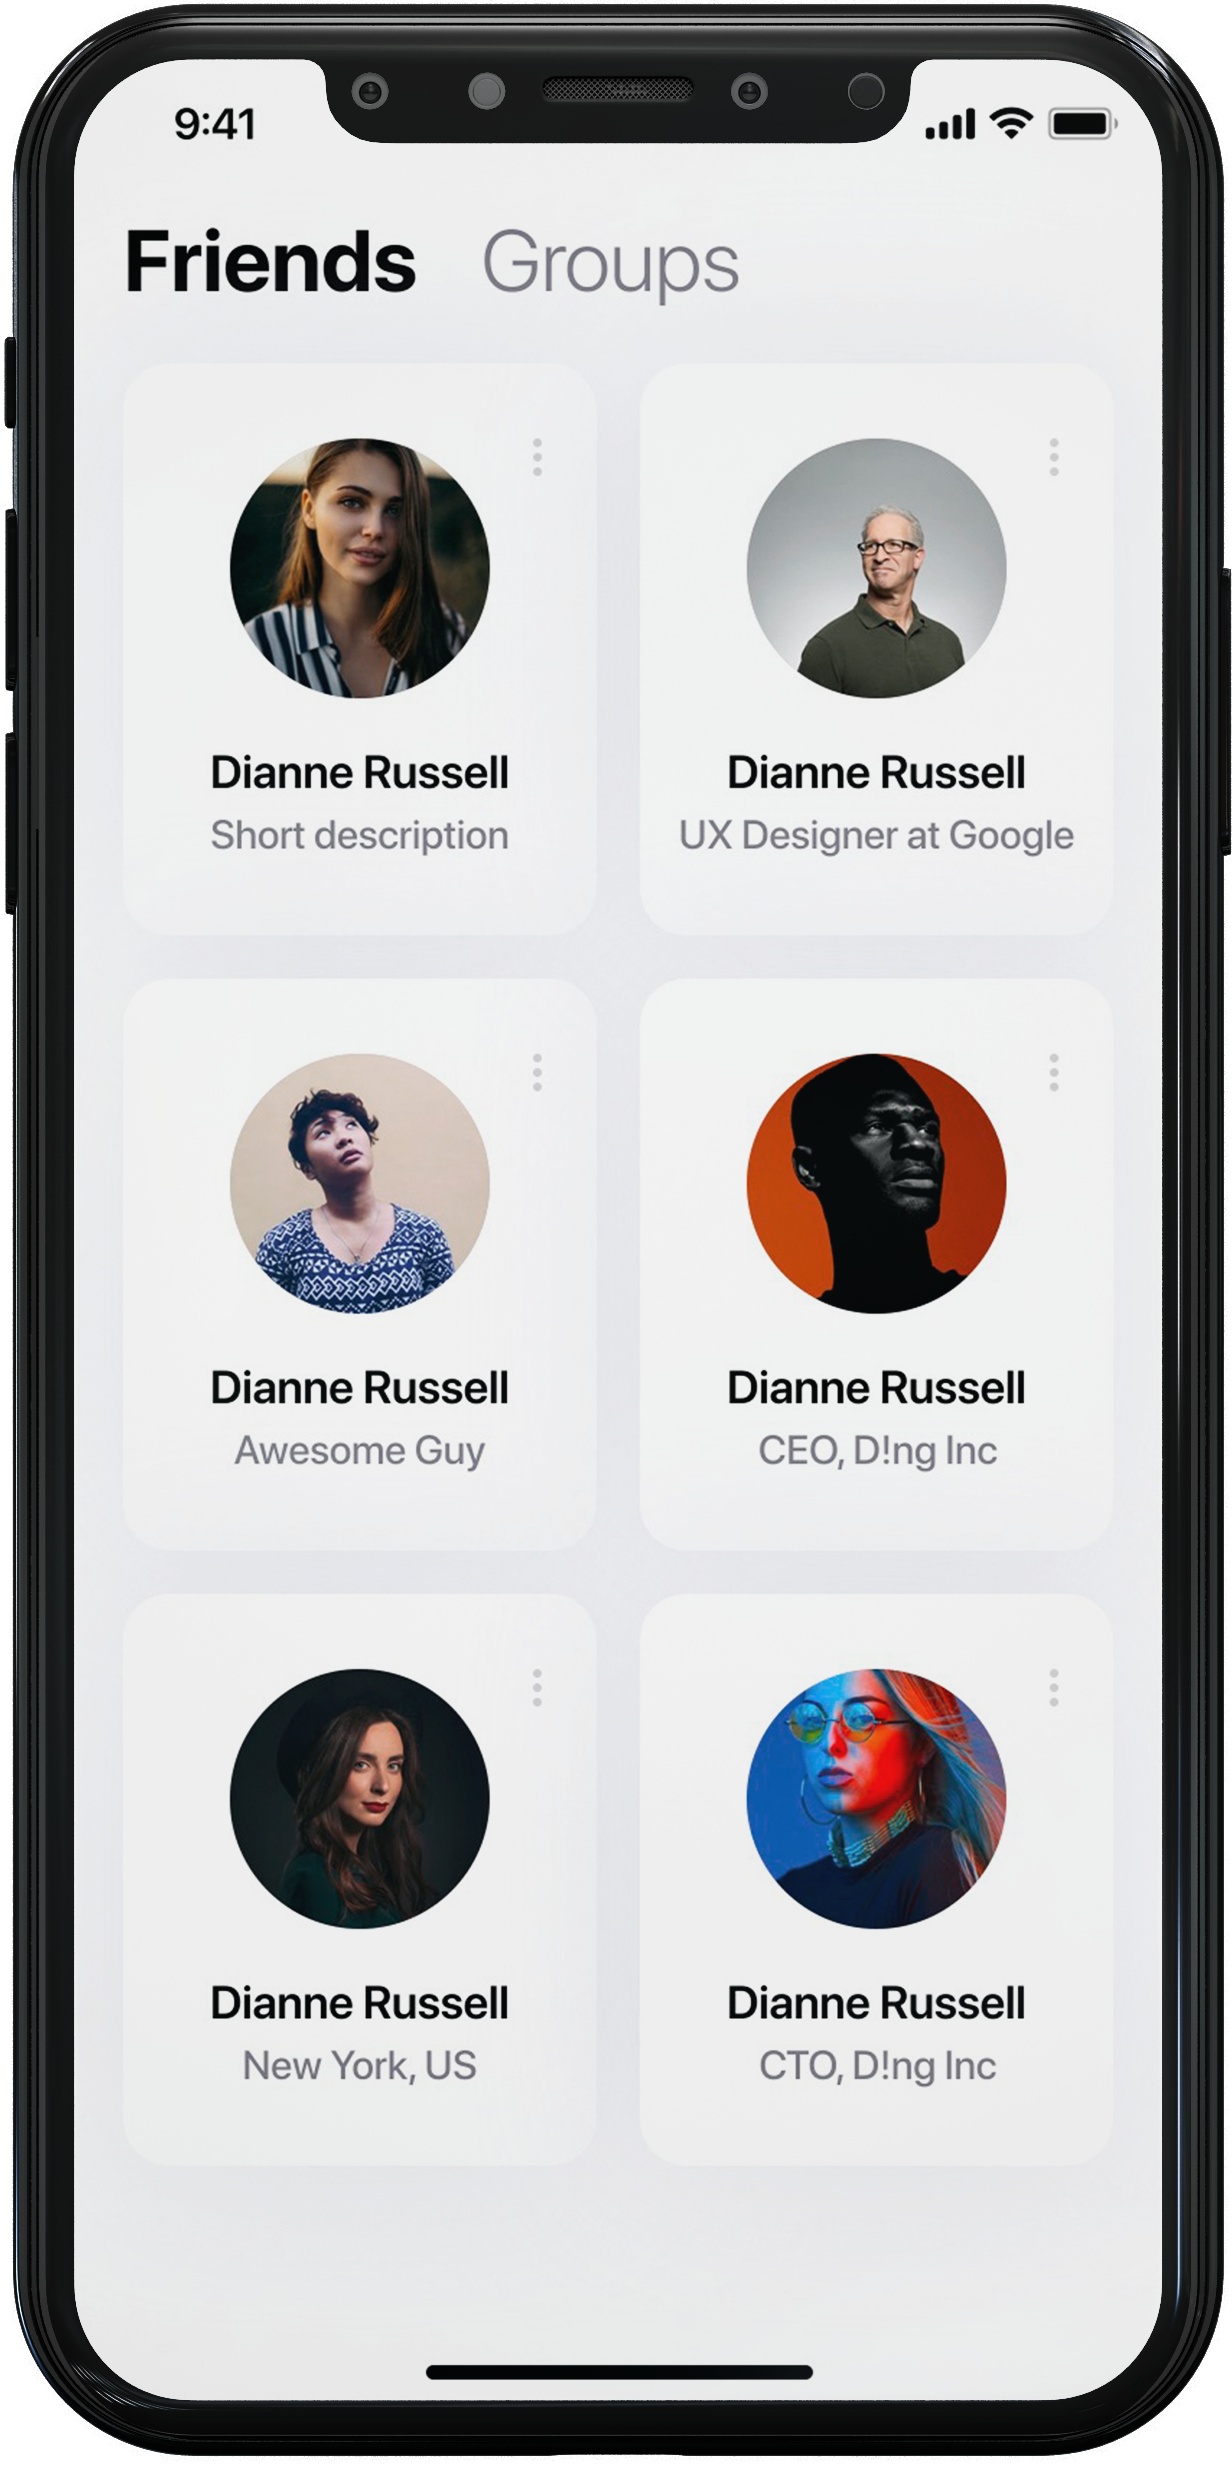 9:41
Friends Groups
Dianne Russell
Short description
Dianne Russell
UX Designer at Google
Dianne Russell
Awesome Guy
Dianne Russell
CEO, D!ng Inc
Dianne Russell
New York, US
Dianne Russell
CTO, D!ng Inc